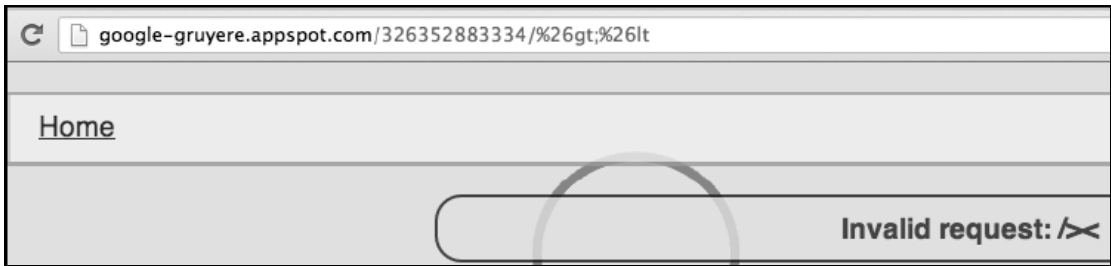 google-gruyere.appspot.com/326352883334/%26gt;%26lt
Home
Invalid request: /><